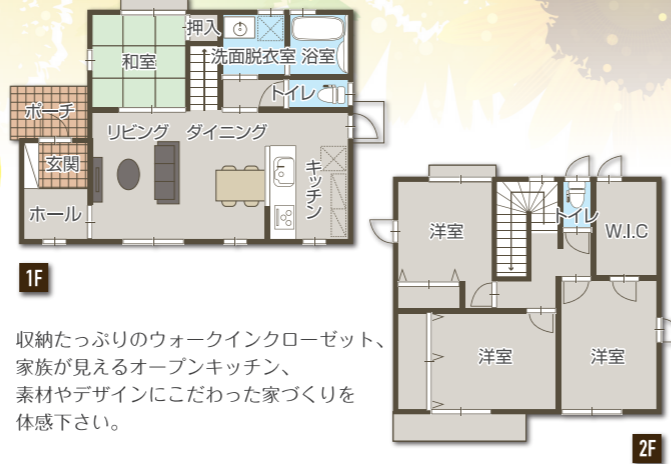 押入
和室
洗面脱衣室
浴室
トイレ
ポーチ
リビング
ダイニング
玄関
キッチン
ホール
1F
洋室
トイレ
W.I.C
洋室
洋室
2F
収納たっぷりのウォークインクローゼット、
家族が見えるオープンキッチン、
素材やデザインにこだわった家づくりを
体感下さい。